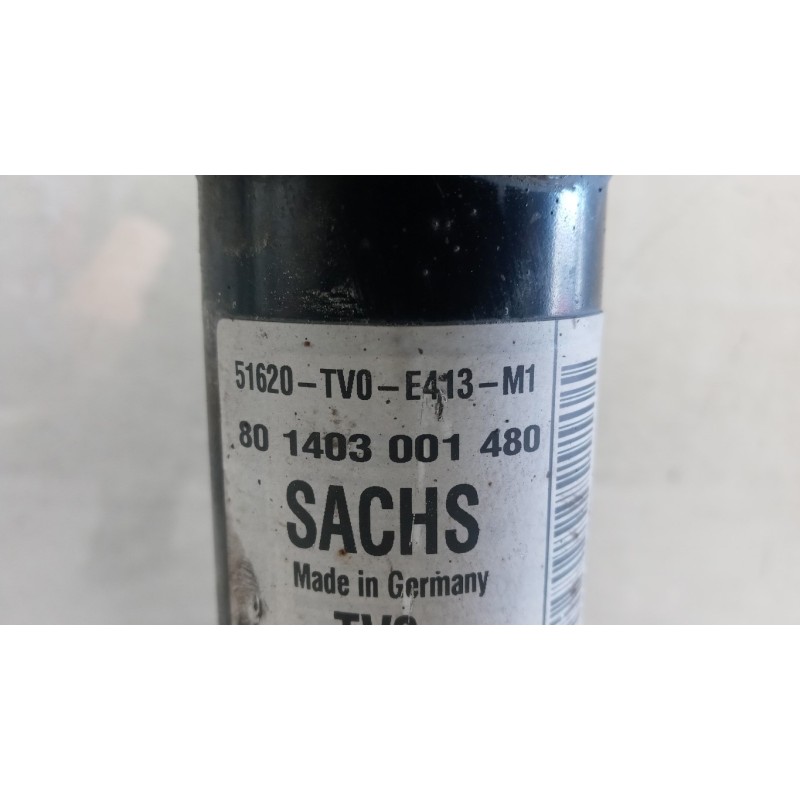 51620-TV0-E413-M1
80 1403 001 480
SACHS
Made in Germany